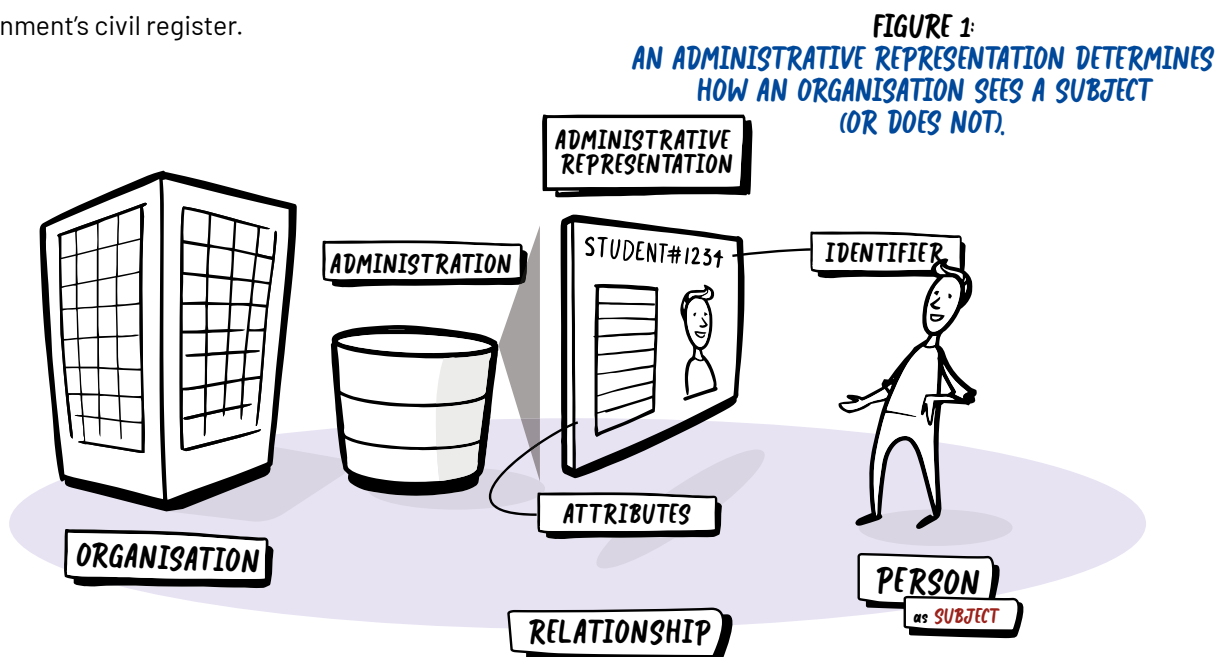 nment’s civil register.
FIGURE 1:
AN ADMINISTRATIVE REPRESENTATION DETERMINES
HOW AN ORGANISATION SEES A SUBJECT
(OR DOES NOT).
ADMINISTRATIVE
REPRESENTATION
ADMINISTRATION
STUDENT#1234
IDENTIFIER
ATTRIBUTES
ORGANISATION
PERSON
as SUBJECT
RELATIONSHIP